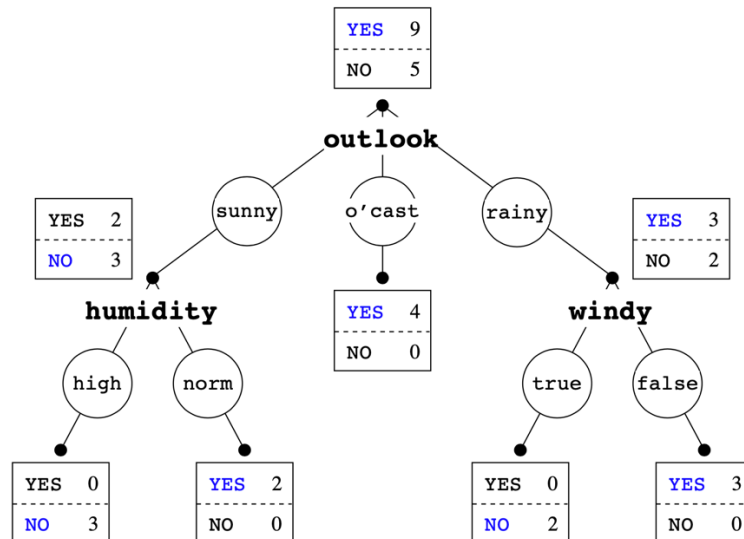 YES 9
NO 5
outlook
sunny
o'cast
rainy
YES 2
NO 3
YES 3
NO 2
humidity
YES 4
NO 0
windy
high
norm
true
false
YES 0
NO 3
YES 2
NO 0
YES 0
NO 2
YES 3
NO 0